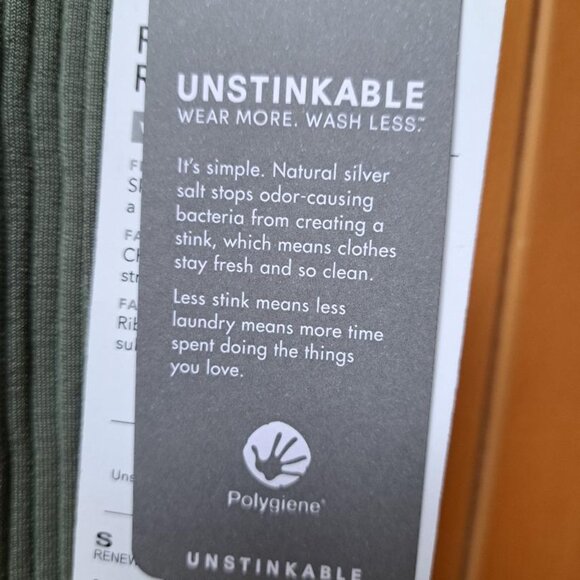 UNSTINKABLE
WEAR MORE. WASH LESS.™
It's simple. Natural silver
salt stops odor-causing
bacteria from creating a
stink, which means clothes
stay fresh and so clean.
Less stink means less
laundry means more time
spent doing the things
you love.
Polygiene®
UNSTINKABLE
S